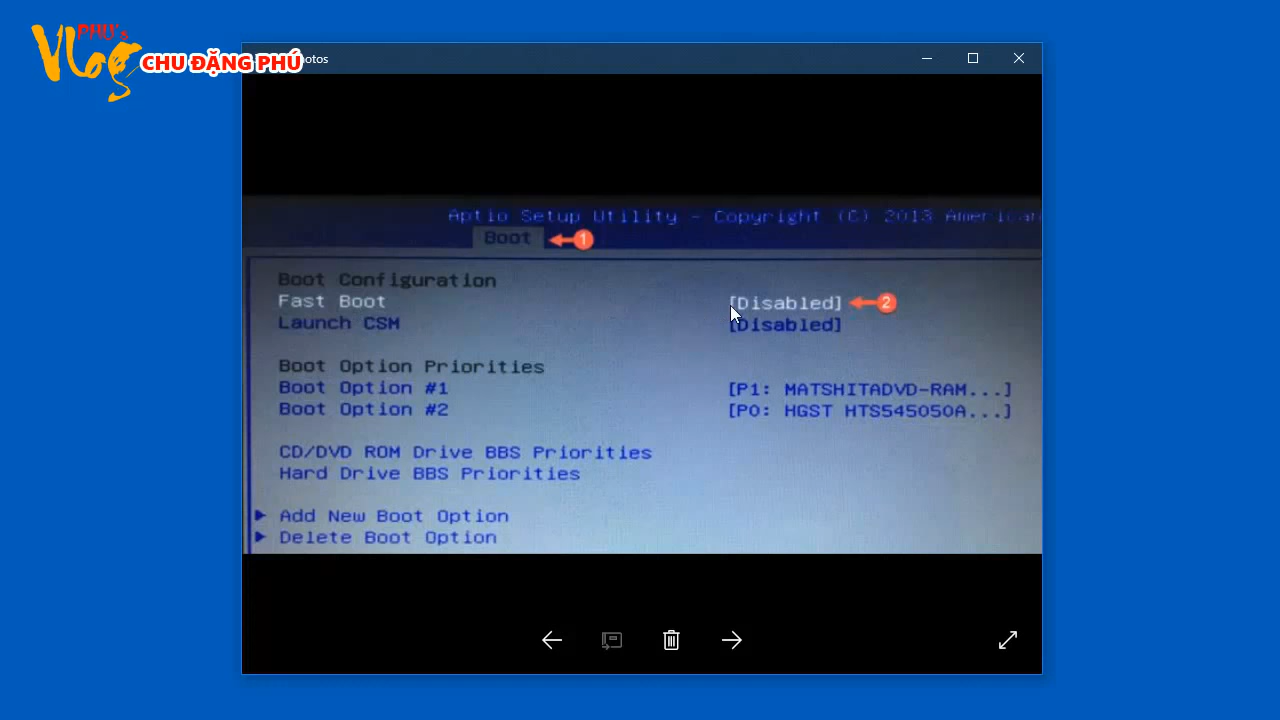 PHU's
Vlog
CHU ĐẶNG PHÚ
otos
Aptio Setup Utility - Copyright (C) 2013 American
Boot
1
Boot Configuration
Fast Boot [Disabled]
2
Launch CSM [Disabled]
Boot Option Priorities
Boot Option #1 [P1: MATSHITADVD-RAM...]
Boot Option #2 [P0: HGST HTS545050A...]
CD/DVD ROM Drive BBS Priorities
Hard Drive BBS Priorities
Add New Boot Option
Delete Boot Option